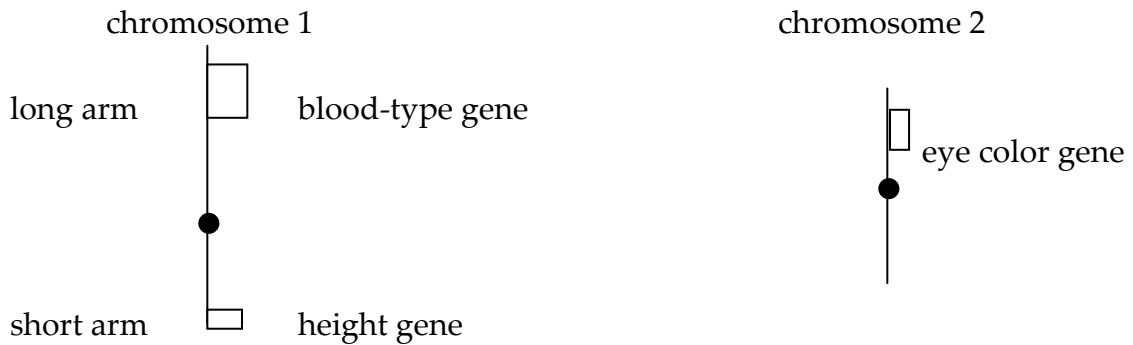 chromosome 1 chromosome 2
long arm blood-type gene
eye color gene
short arm height gene